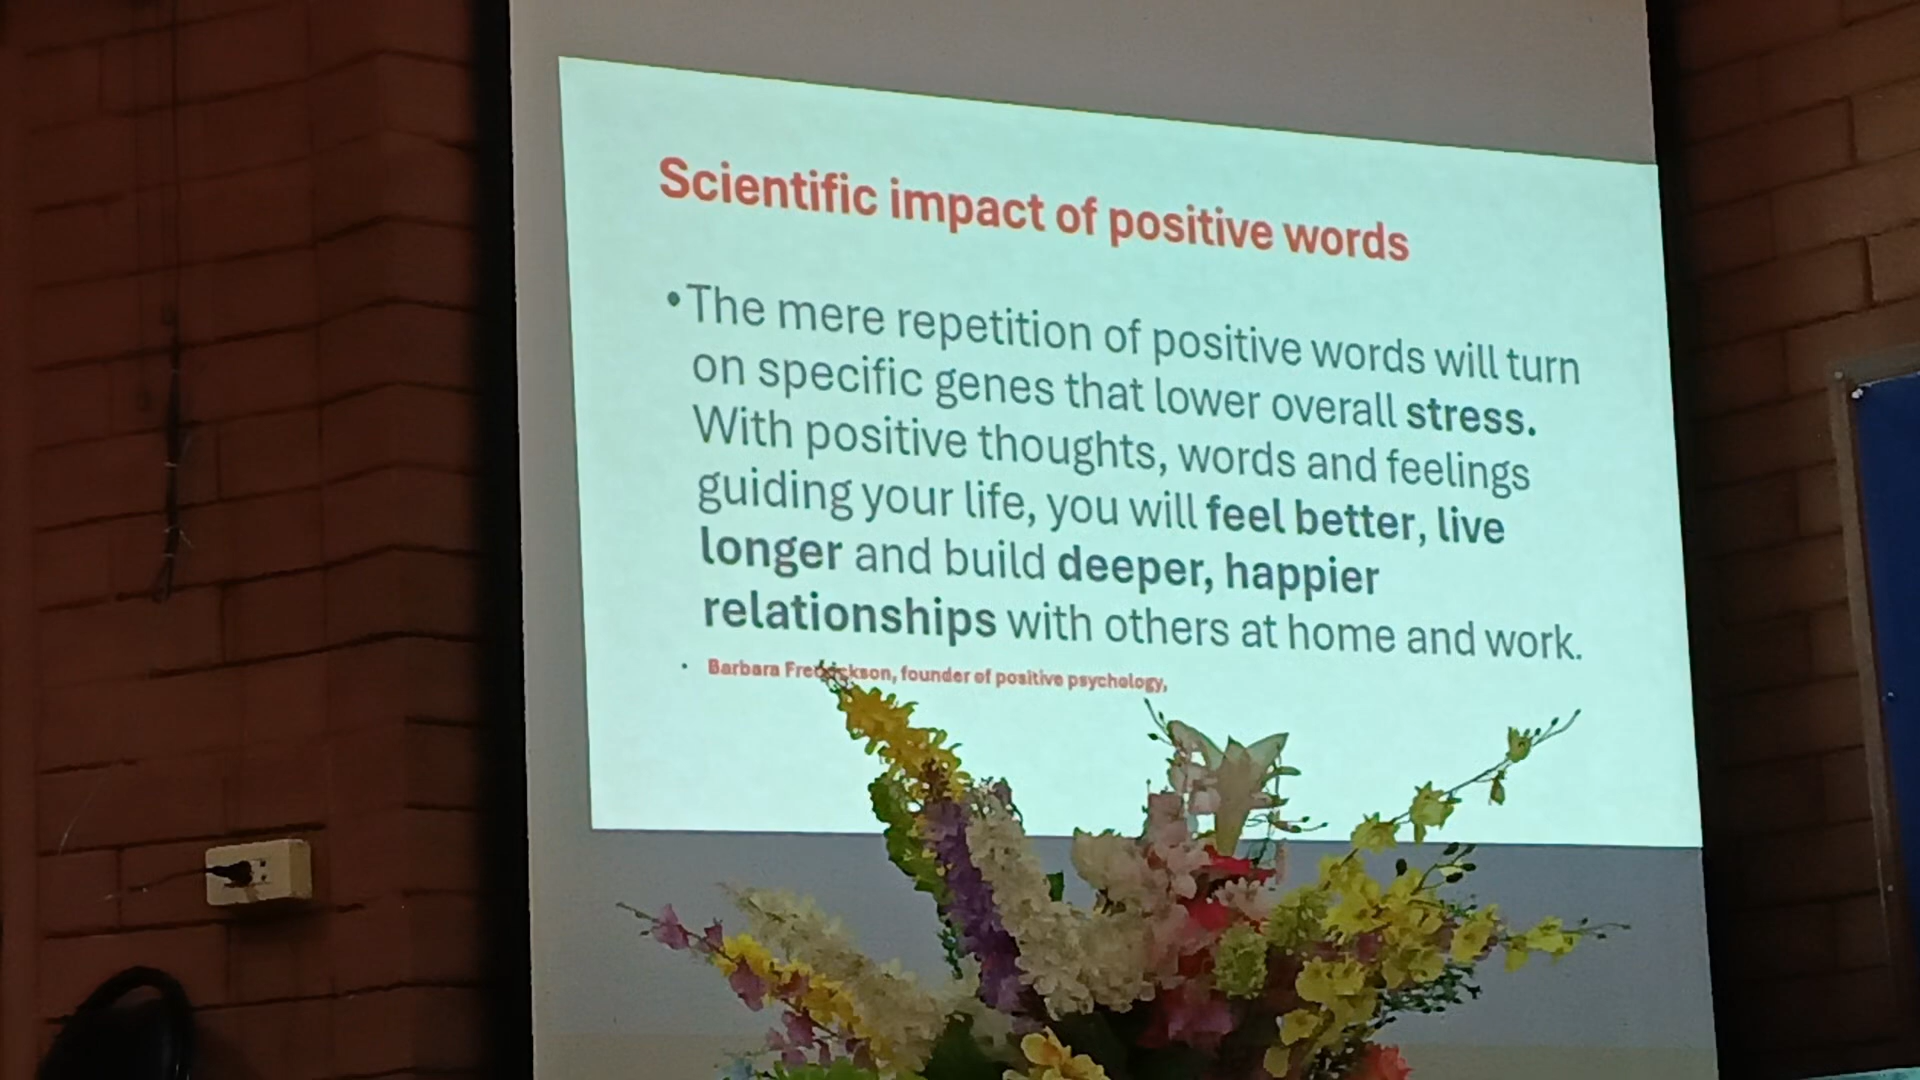 Scientific impact of positive words
•The mere repetition of positive words will turn
on specific genes that lower overall stress.
With positive thoughts, words and feelings
guiding your life, you will feel better, live
longer and build deeper, happier
relationships with others at home and work.
• Barbara Fredrickson, founder of positive psychology,